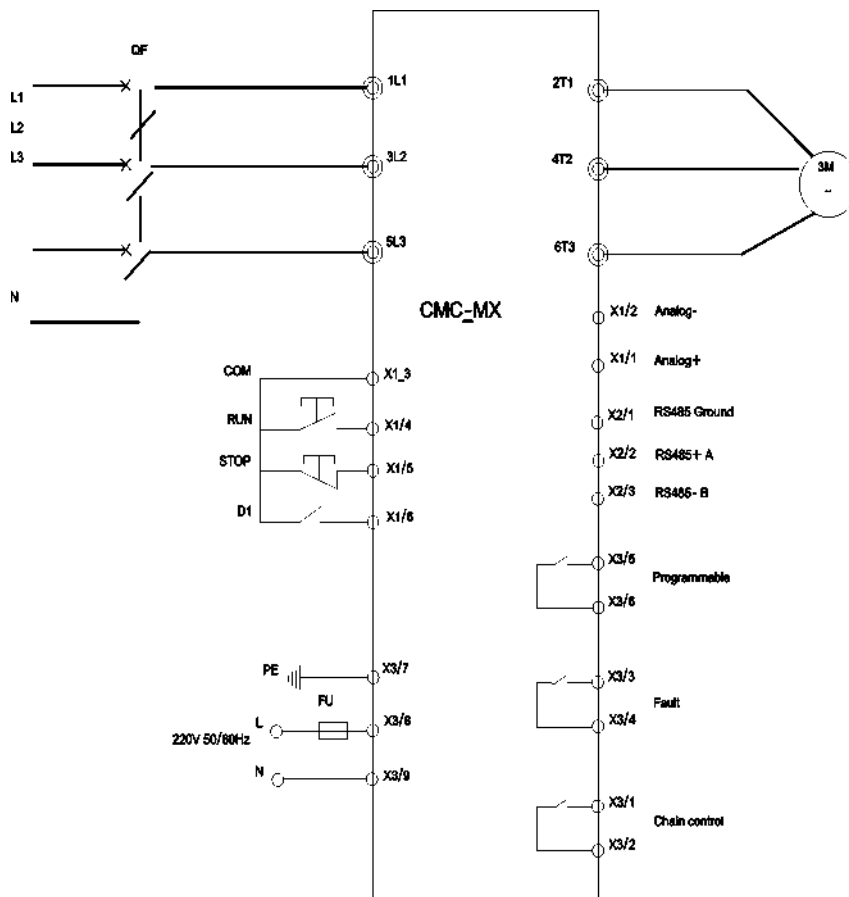 QF
L1
L2
L3
N
1L1
3L2
5L3
2T1
4T2
6T3
3M
~
CMC_MX
X1/2 Analog-
X1/1 Analog+
X2/1 RS485 Ground
X2/2 RS485+ A
X2/3 RS485- B
COM X1_3
RUN X1/4
STOP X1/5
D1 X1/6
X3/5
Programmable
X3/6
PE X3/7
FU
L X3/8
220V 50/60Hz
N X3/9
X3/3
Fault
X3/4
X3/1
Chain control
X3/2